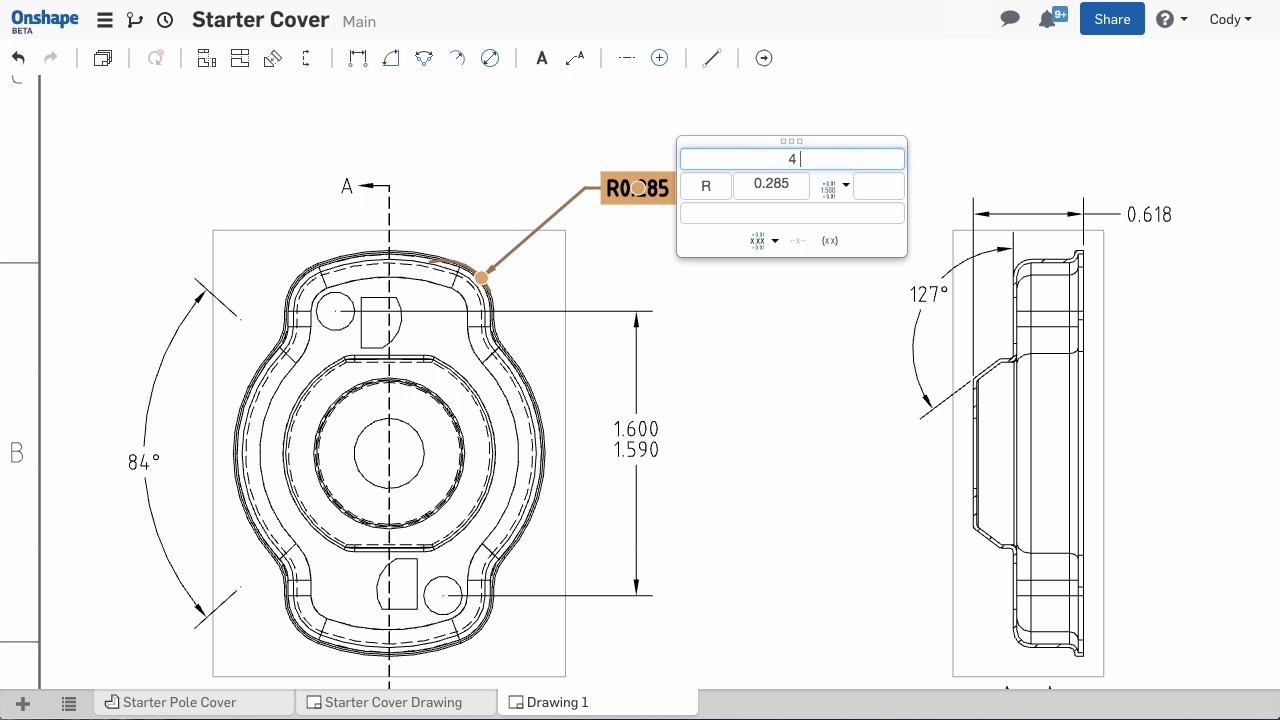 Onshape
BETA
Starter Cover Main
9+
Share
?
Cody
A
A
R0.285
4
R
0.285
+0.01
1.500
-0.01
+0.01
x.xx
-0.01
(xx)
0.618
127°
84°
1.600
1.590
B
Starter Pole Cover
Starter Cover Drawing
Drawing 1